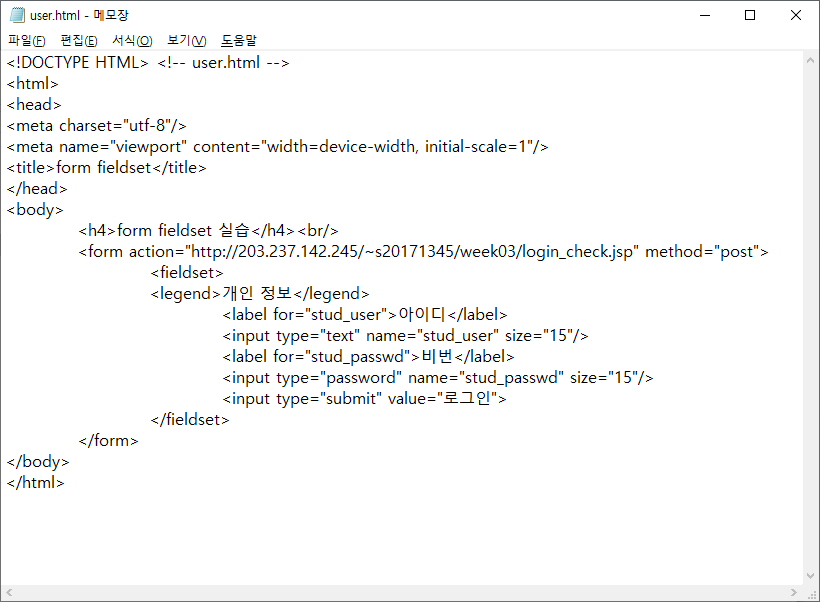 user.html - 메모장
파일(F) 편집(E) 서식(O) 보기(V) 도움말
<!DOCTYPE HTML> <!-- user.html -->
<html>
<head>
<meta charset="utf-8"/>
<meta name="viewport" content="width=device-width, initial-scale=1"/>
<title>form fieldset</title>
</head>
<body>
<h4>form fieldset 실습</h4><br/>
<form action="http://203.237.142.245/~s20171345/week03/login_check.jsp" method="post">
<fieldset>
<legend>개인 정보</legend>
<label for="stud_user">아이디</label>
<input type="text" name="stud_user" size="15"/>
<label for="stud_passwd">비번</label>
<input type="password" name="stud_passwd" size="15"/>
<input type="submit" value="로그인">
</fieldset>
</form>
</body>
</html>